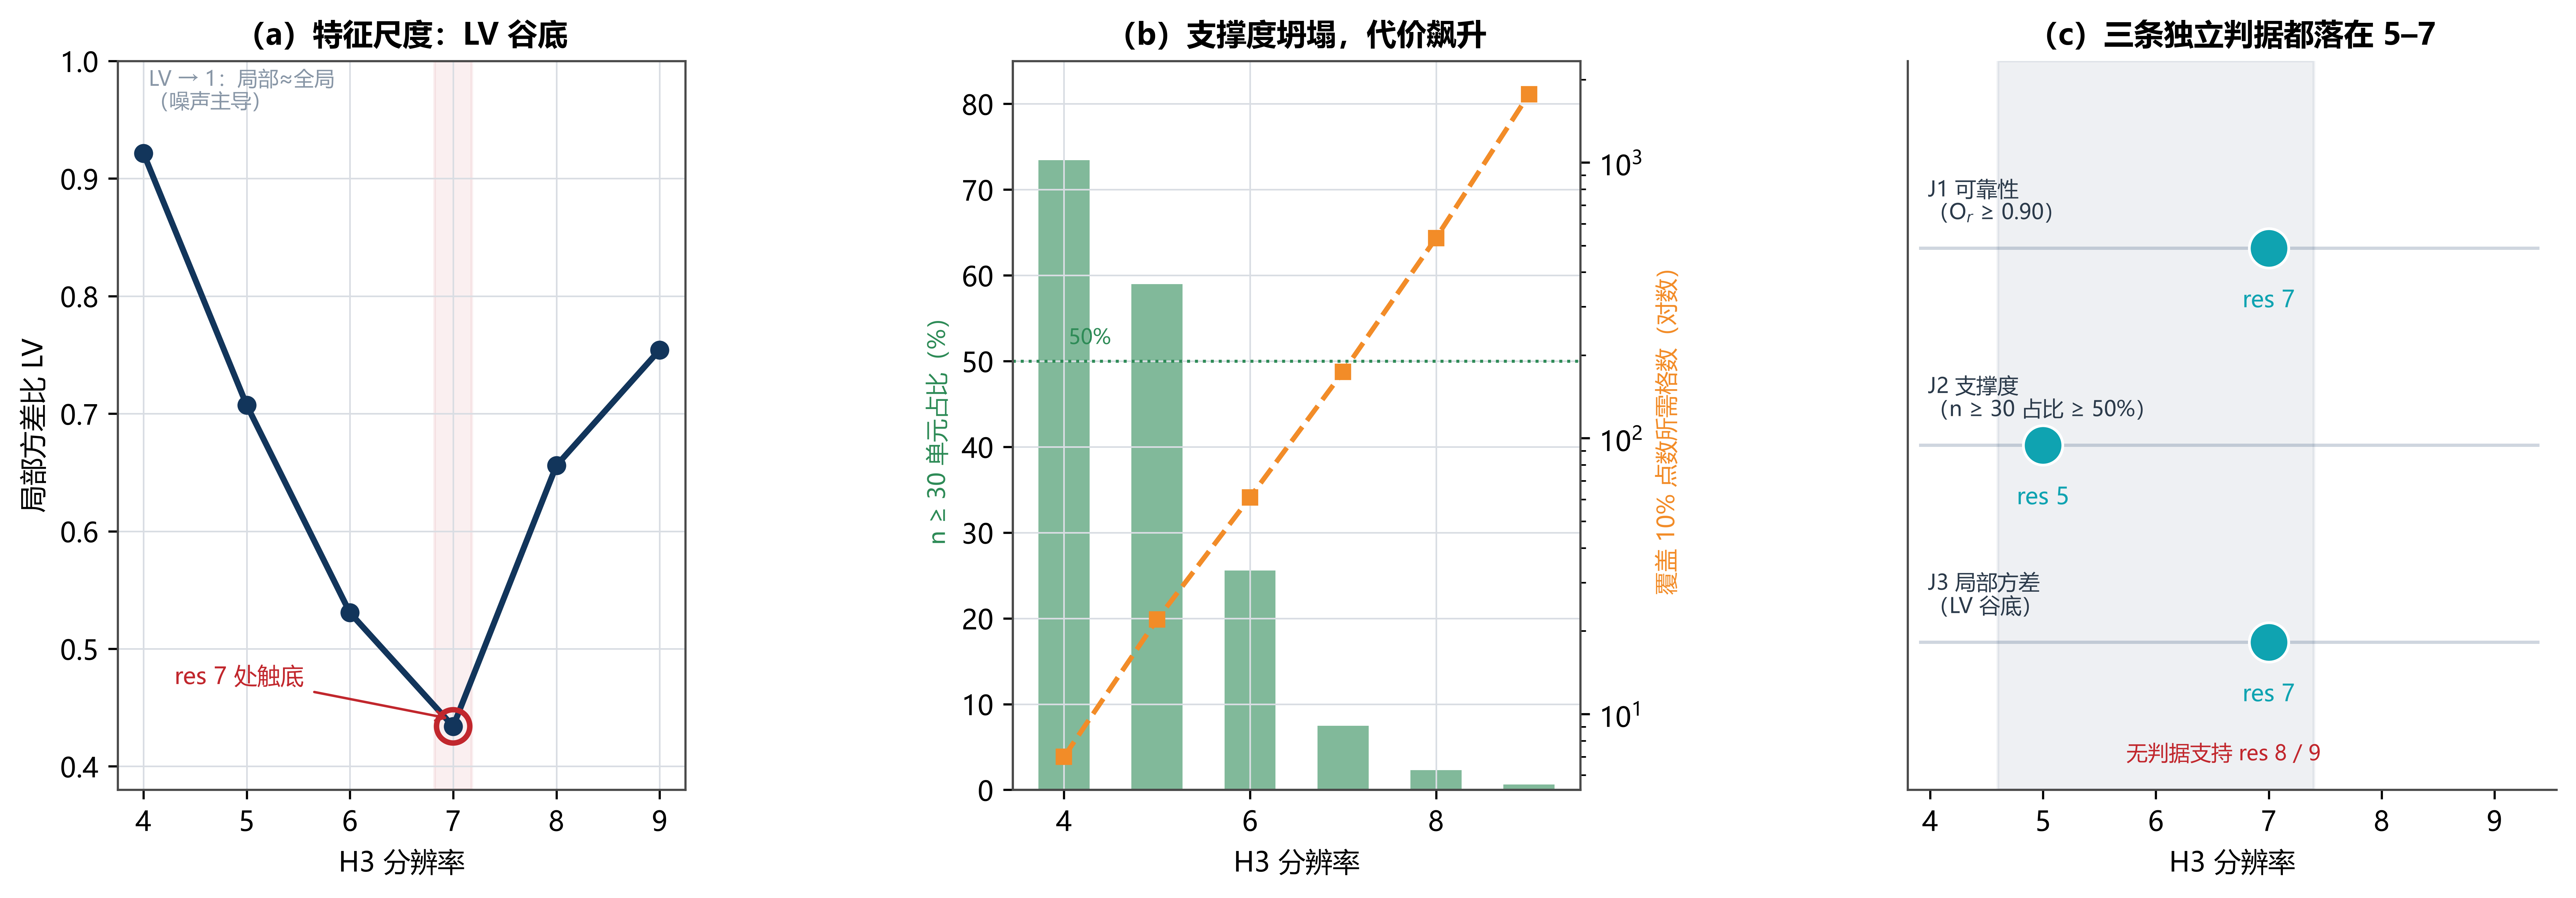 （a）特征尺度：LV 谷底
LV → 1：局部≈全局
（噪声主导）
res 7 处触底
局部方差比 LV
1.0
0.9
0.8
0.7
0.6
0.5
0.4
4 5 6 7 8 9
H3 分辨率
（b）支撑度坍塌，代价飙升
n ≥ 30 单元占比（%）
80
70
60
50
40
30
20
10
0
50%
10³
10²
10¹
覆盖 10% 点数所需格数（对数）
4 6 8
H3 分辨率
（c）三条独立判据都落在 5–7
J1 可靠性
（Oᵣ ≥ 0.90）
res 7
J2 支撑度
（n ≥ 30 占比 ≥ 50%）
res 5
J3 局部方差
（LV 谷底）
res 7
无判据支持 res 8 / 9
4 5 6 7 8 9
H3 分辨率